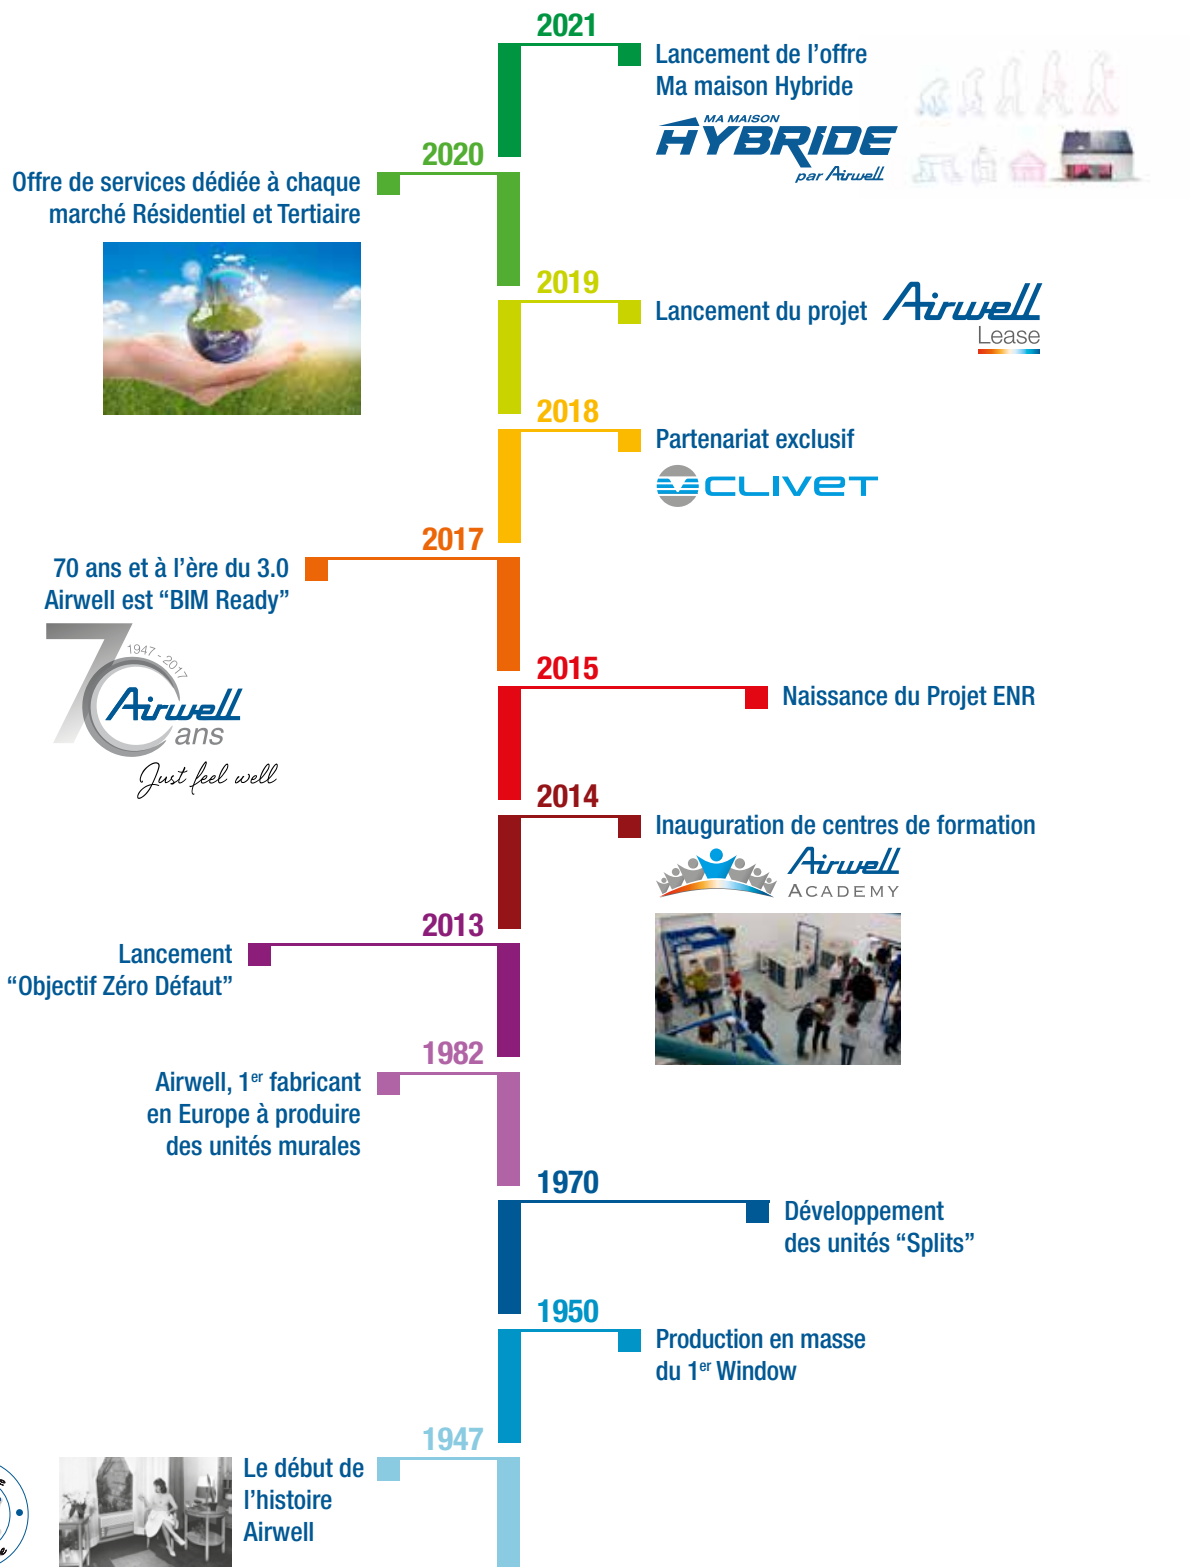 2021
Lancement de l’offre
Ma maison Hybride
MA MAISON
HYBRIDE
par Airwell
2020
Offre de services dédiée à chaque
marché Résidentiel et Tertiaire
2019
Lancement du projet
Airwell
Lease
2018
Partenariat exclusif
CLIVET
2017
70 ans et à l’ère du 3.0
Airwell est “BIM Ready”
70
1947 - 2017
Airwell
ans
Just feel well
2015
Naissance du Projet ENR
2014
Inauguration de centres de formation
Airwell
ACADEMY
2013
Lancement
“Objectif Zéro Défaut”
1982
Airwell, 1er fabricant
en Europe à produire
des unités murales
1970
Développement
des unités “Splits”
1950
Production en masse
du 1er Window
1947
Le début de
l’histoire
Airwell